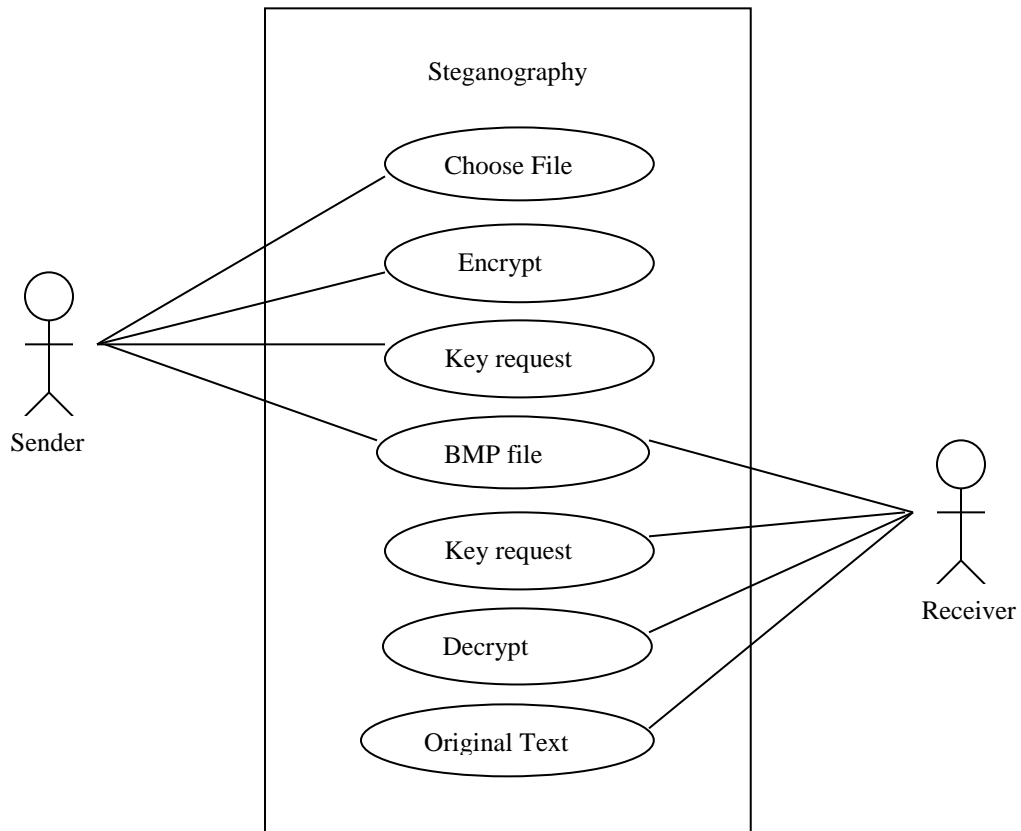 Steganography
Choose File
Encrypt
Key request
Sender
BMP file
Key request
Receiver
Decrypt
Original Text